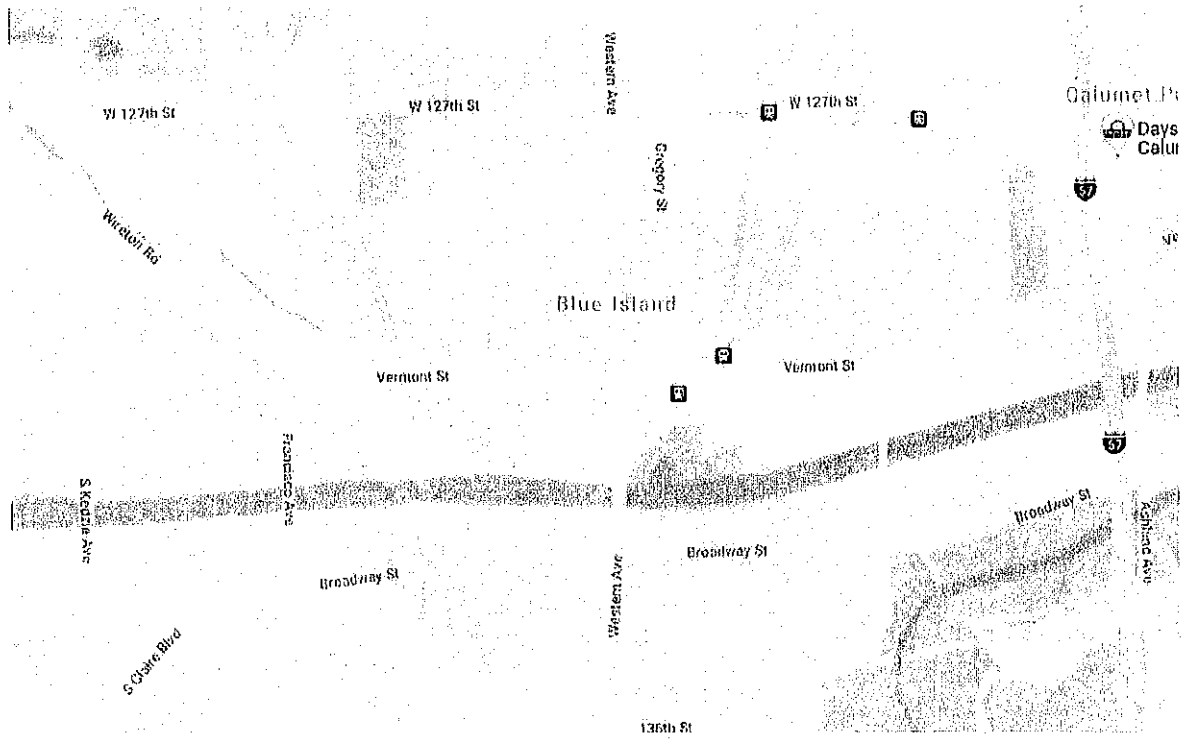 Western Ave
W 127th St
W 127th St
W 127th St
Calumet P
Days
Calu
Gregory St
57
Wireton Rd
Blue Island
Vermont St
Vermont St
57
Francisco Ave
S Kedzie Ave
Broadway St
Ashland Ave
Broadway St
Broadway St
Western Ave
S Claire Blvd
136th St